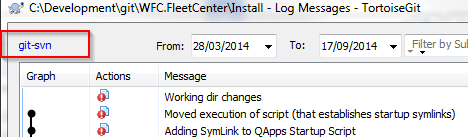 C:\Development\git\WFC.FleetCenter\Install - Log Messages - TortoiseGit
git-svn From: 28/03/2014 To: 17/09/2014 Filter by Su
Graph Actions Message
Working dir changes
Moved execution of script (that establishes startup symlinks)
Adding SymLink to QApps Startup Script